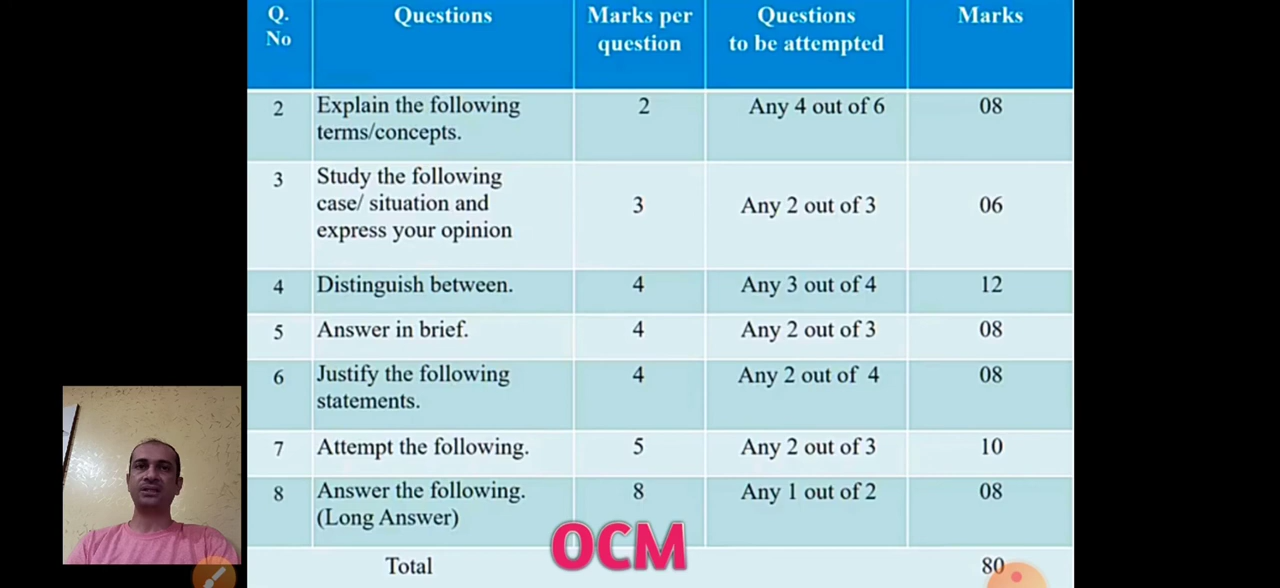 Q. No Questions Marks per question Questions to be attempted Marks
2 Explain the following terms/concepts. 2 Any 4 out of 6 08
3 Study the following case/ situation and express your opinion 3 Any 2 out of 3 06
4 Distinguish between. 4 Any 3 out of 4 12
5 Answer in brief. 4 Any 2 out of 3 08
6 Justify the following statements. 4 Any 2 out of 4 08
7 Attempt the following. 5 Any 2 out of 3 10
8 Answer the following. (Long Answer) 8 Any 1 out of 2 08
OCM
Total 80